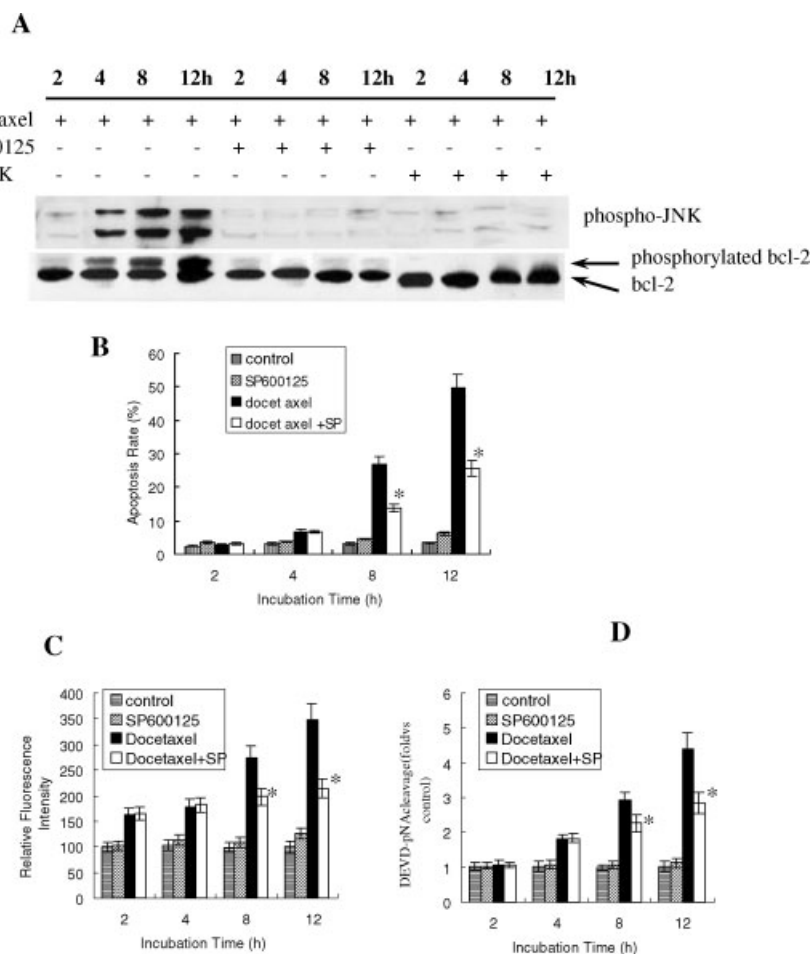 A
2 4 8 12h 2 4 8 12h 2 4 8 12h
axel + + + + + + + + + + + +
0125 - - - - + + + + - - - -
K - - - - - - - - + + + +
phospho-JNK
phosphorylated bcl-2
bcl-2
B
60
50
40
30
20
10
0
Apoptosis Rate (%)
control
SP600125
docet axel
docet axel +SP
*
*
2 4 8 12
Incubation Time (h)
C
400
350
300
250
200
150
100
50
0
Relative Fluorescence
Intensity
control
SP600125
Docetaxel
Docetaxel+SP
*
*
2 4 8 12
Incubation Time (h)
D
6
5
4
3
2
1
0
DEVD-pNAcleavage(foldvs
control)
control
SP600125
Docetaxel
Docetaxel+SP
*
*
2 4 8 12
Incubation Time (h)